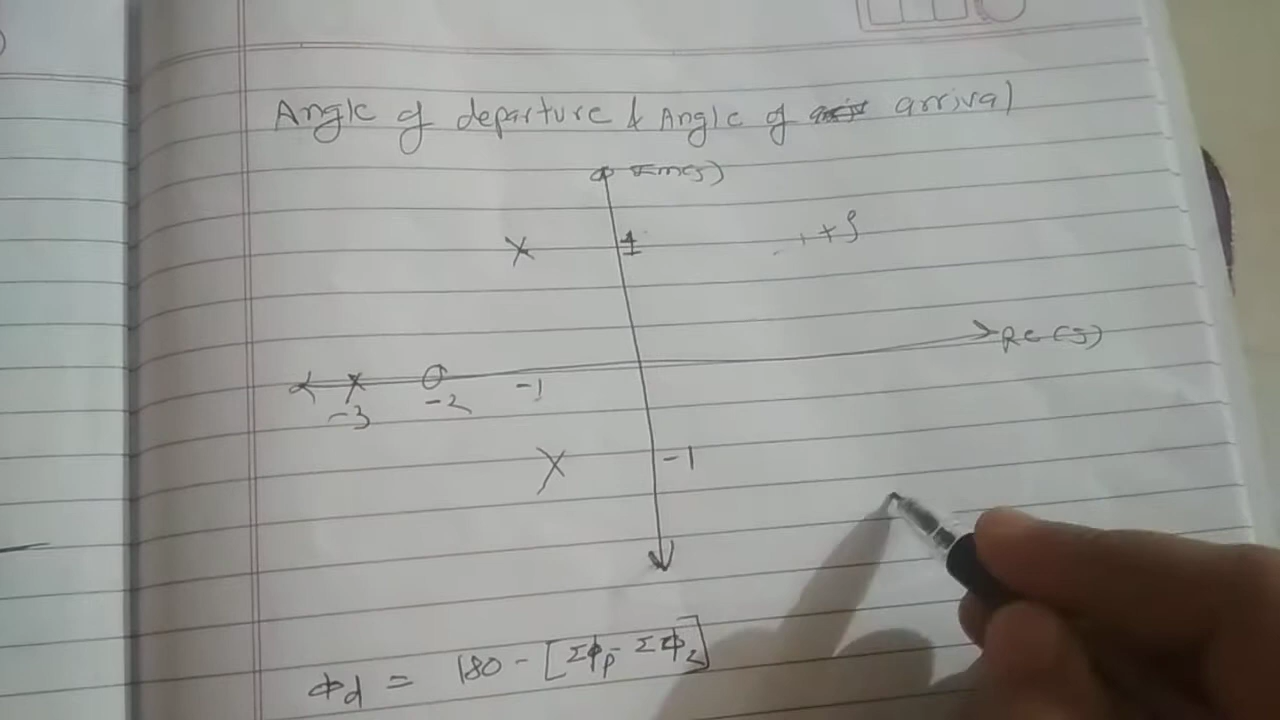 Angle of departure & Angle of arrival
Im(s)
1
Re(s)
-3 -2 -1
-1
Φd = 180 - [ΣΦp - ΣΦz]